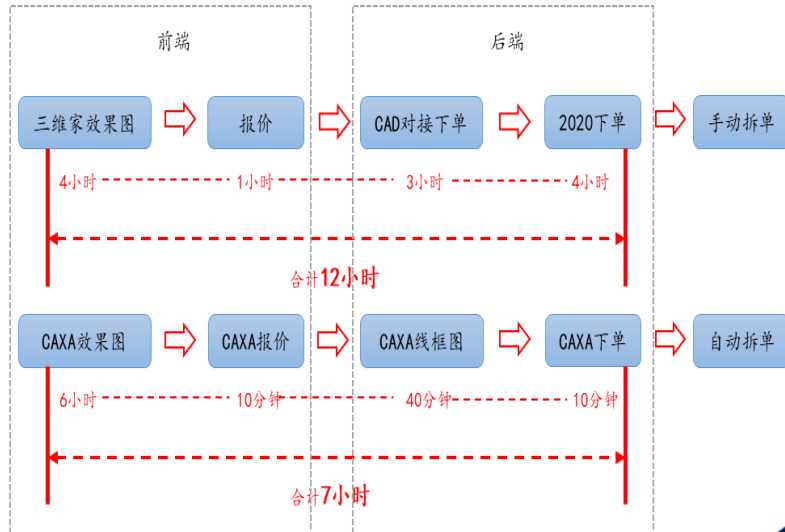 前端
后端
三维家效果图
报价
CAD对接下单
2020下单
手动拆单
4小时
1小时
3小时
4小时
合计12小时
CAXA效果图
CAXA报价
CAXA线框图
CAXA下单
自动拆单
6小时
10分钟
40分钟
10分钟
合计7小时